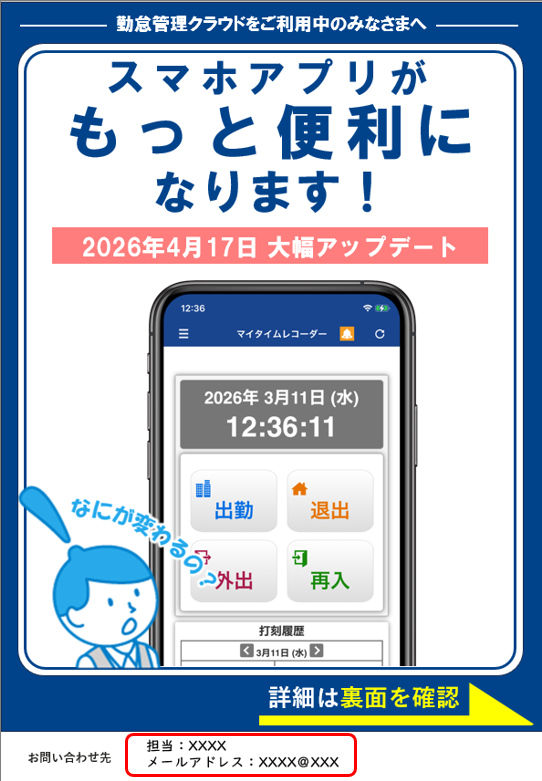 勤怠管理クラウドをご利用中のみなさまへ
スマホアプリが
もっと便利に
なります！
2026年4月17日 大幅アップデート
12:36
マイタイムレコーダー
2026年 3月11日 (水)
12:36:11
出勤
退出
外出
再入
なにが変わるの？
打刻履歴
3月11日 (水)
詳細は裏面を確認
お問い合わせ先
担当：XXXX
メールアドレス：XXXX@XXX